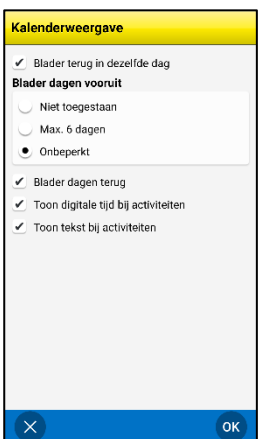 Kalenderweergave
Blader terug in dezelfde dag
Blader dagen vooruit
Niet toegestaan
Max. 6 dagen
Onbeperkt
Blader dagen terug
Toon digitale tijd bij activiteiten
Toon tekst bij activiteiten
OK